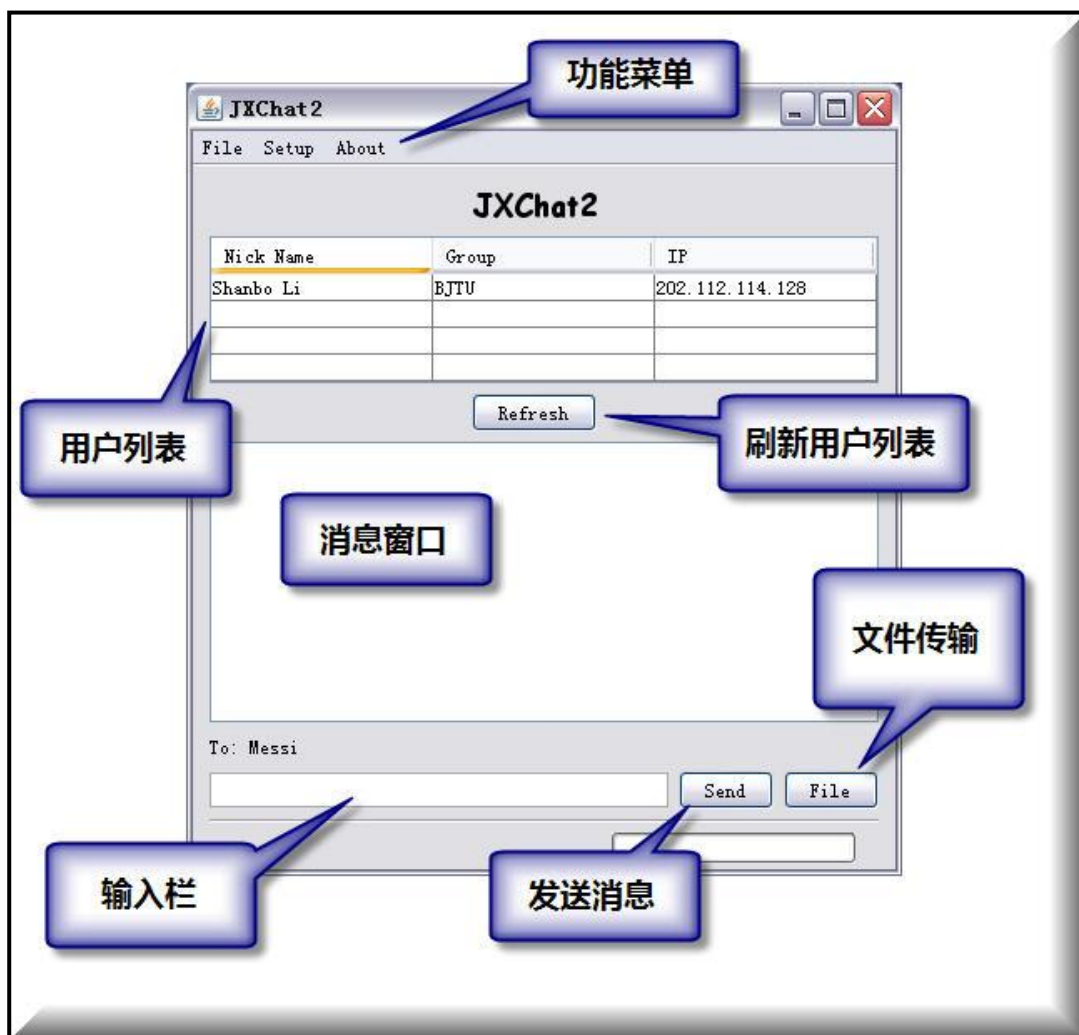 功能菜单
JXChat2
File Setup About
JXChat2
Nick Name Group IP
Shanbo Li BJTU 202.112.114.128
Refresh
用户列表
刷新用户列表
消息窗口
文件传输
To: Messi
Send File
输入栏
发送消息